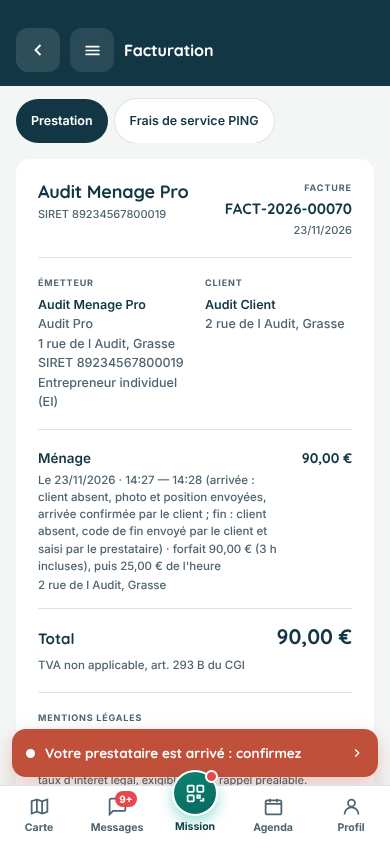 Facturation
Prestation
Frais de service PING
Audit Menage Pro
SIRET 89234567800019
FACTURE
FACT-2026-00070
23/11/2026
ÉMETTEUR
Audit Menage Pro
Audit Pro
1 rue de l Audit, Grasse
SIRET 89234567800019
Entrepreneur individuel
(EI)
CLIENT
Audit Client
2 rue de l Audit, Grasse
Ménage
90,00 €
Le 23/11/2026 · 14:27 — 14:28 (arrivée :
client absent, photo et position envoyées,
arrivée confirmée par le client ; fin : client
absent, code de fin envoyé par le client et
saisi par le prestataire) · forfait 90,00 € (3 h
incluses), puis 25,00 € de l'heure
2 rue de l Audit, Grasse
Total
90,00 €
TVA non applicable, art. 293 B du CGI
MENTIONS LÉGALES
Votre prestataire est arrivé : confirmez
taux d'intérêt légal, exigib rappel préalable.
Carte
9+
Messages
Mission
Agenda
Profil